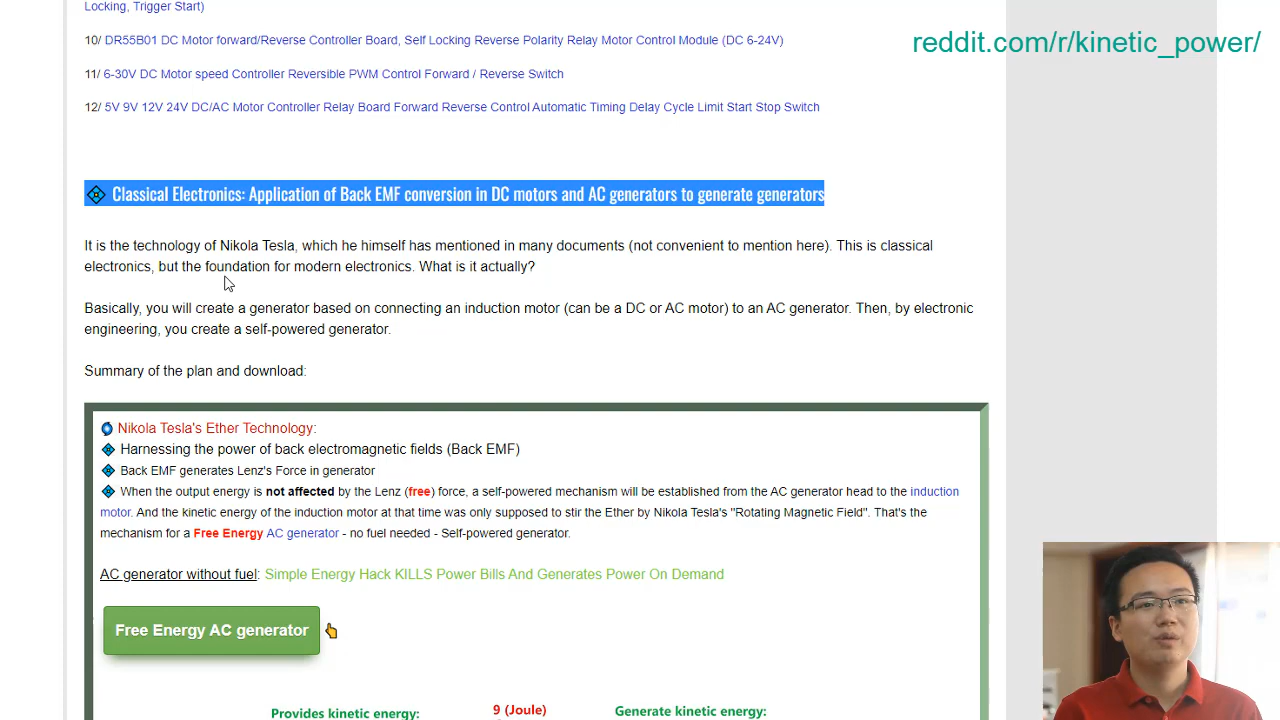 Locking, Trigger Start)
reddit.com/r/kinetic_power/
10/ DR55B01 DC Motor forward/Reverse Controller Board, Self Locking Reverse Polarity Relay Motor Control Module (DC 6-24V)
11/ 6-30V DC Motor speed Controller Reversible PWM Control Forward / Reverse Switch
12/ 5V 9V 12V 24V DC/AC Motor Controller Relay Board Forward Reverse Control Automatic Timing Delay Cycle Limit Start Stop Switch
Classical Electronics: Application of Back EMF conversion in DC motors and AC generators to generate generators
It is the technology of Nikola Tesla, which he himself has mentioned in many documents (not convenient to mention here). This is classical
electronics, but the foundation for modern electronics. What is it actually?
Basically, you will create a generator based on connecting an induction motor (can be a DC or AC motor) to an AC generator. Then, by electronic
engineering, you create a self-powered generator.
Summary of the plan and download:
Nikola Tesla's Ether Technology:
Harnessing the power of back electromagnetic fields (Back EMF)
Back EMF generates Lenz's Force in generator
When the output energy is not affected by the Lenz (free) force, a self-powered mechanism will be established from the AC generator head to the induction
motor. And the kinetic energy of the induction motor at that time was only supposed to stir the Ether by Nikola Tesla's "Rotating Magnetic Field". That's the
mechanism for a Free Energy AC generator - no fuel needed - Self-powered generator.
AC generator without fuel: Simple Energy Hack KILLS Power Bills And Generates Power On Demand
Free Energy AC generator
Provides kinetic energy: 9 (Joule) Generate kinetic energy: